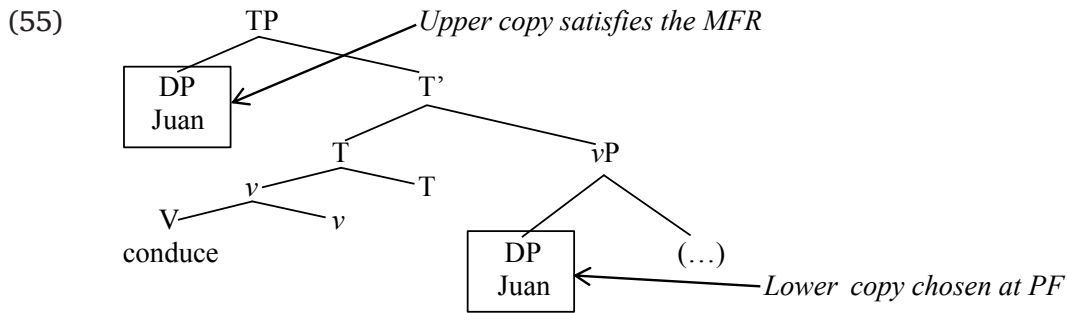 (55) TP Upper copy satisfies the MFR
DP T’
Juan
T vP
v T
V v
conduce DP (…)
Juan Lower copy chosen at PF